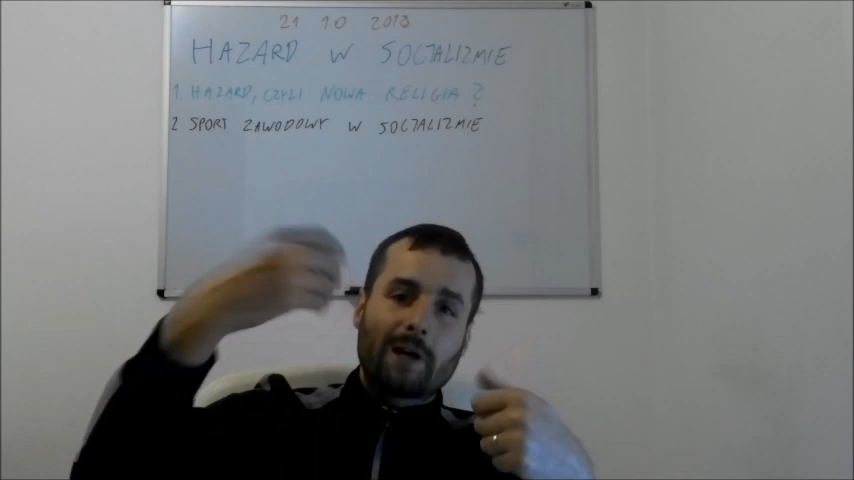 21 10 2013
HAZARD W SOCJALIZMIE
1. HAZARD, CZYLI NOWA RELIGIA?
2 SPORT ZAWODOWY W SOCJALIZMIE